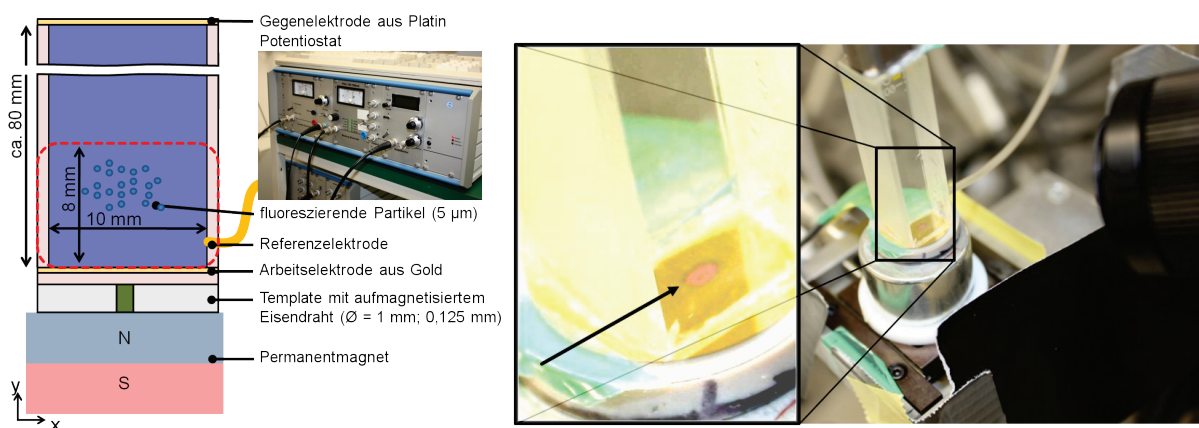 Gegenelektrode aus Platin
Potentiostat
ca. 80 mm
8 mm
10 mm
fluoreszierende Partikel (5 µm)
Referenzelektrode
Arbeitselektrode aus Gold
Template mit aufmagnetisiertem
Eisendraht (Ø = 1 mm; 0,125 mm)
N
Permanentmagnet
S
y
x